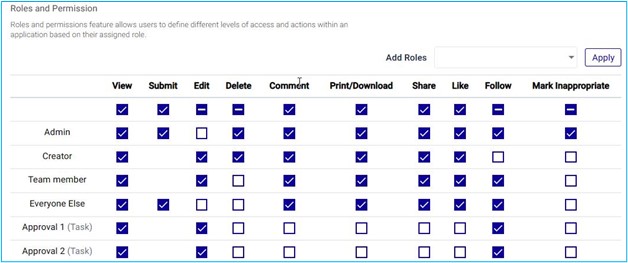 Roles and Permission
Roles and permissions feature allows users to define different levels of access and actions within an
application based on their assigned role.
Add Roles Apply
View Submit Edit Delete Comment Print/Download Share Like Follow Mark Inappropriate
Admin
Creator
Team member
Everyone Else
Approval 1 (Task)
Approval 2 (Task)